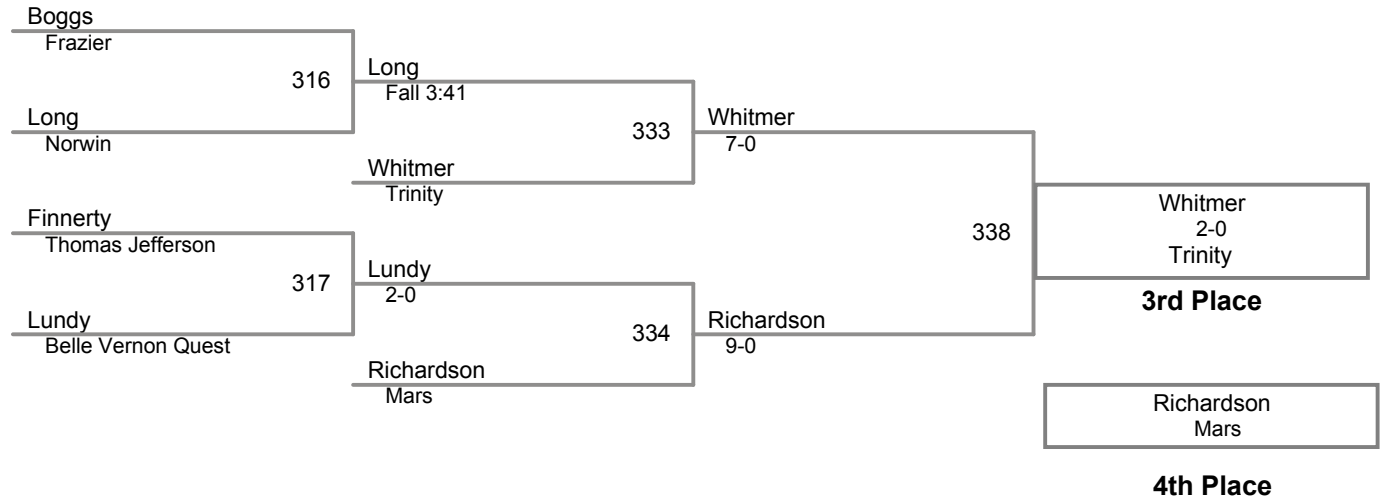 Boggs
Frazier
316
Long
Fall 3:41
Long
Norwin
333
Whitmer
7-0
Whitmer
Trinity
Finnerty
Thomas Jefferson
317
Lundy
2-0
Lundy
Belle Vernon Quest
334
Richardson
9-0
Richardson
Mars
338
Whitmer
2-0
Trinity
3rd Place
Richardson
Mars
4th Place